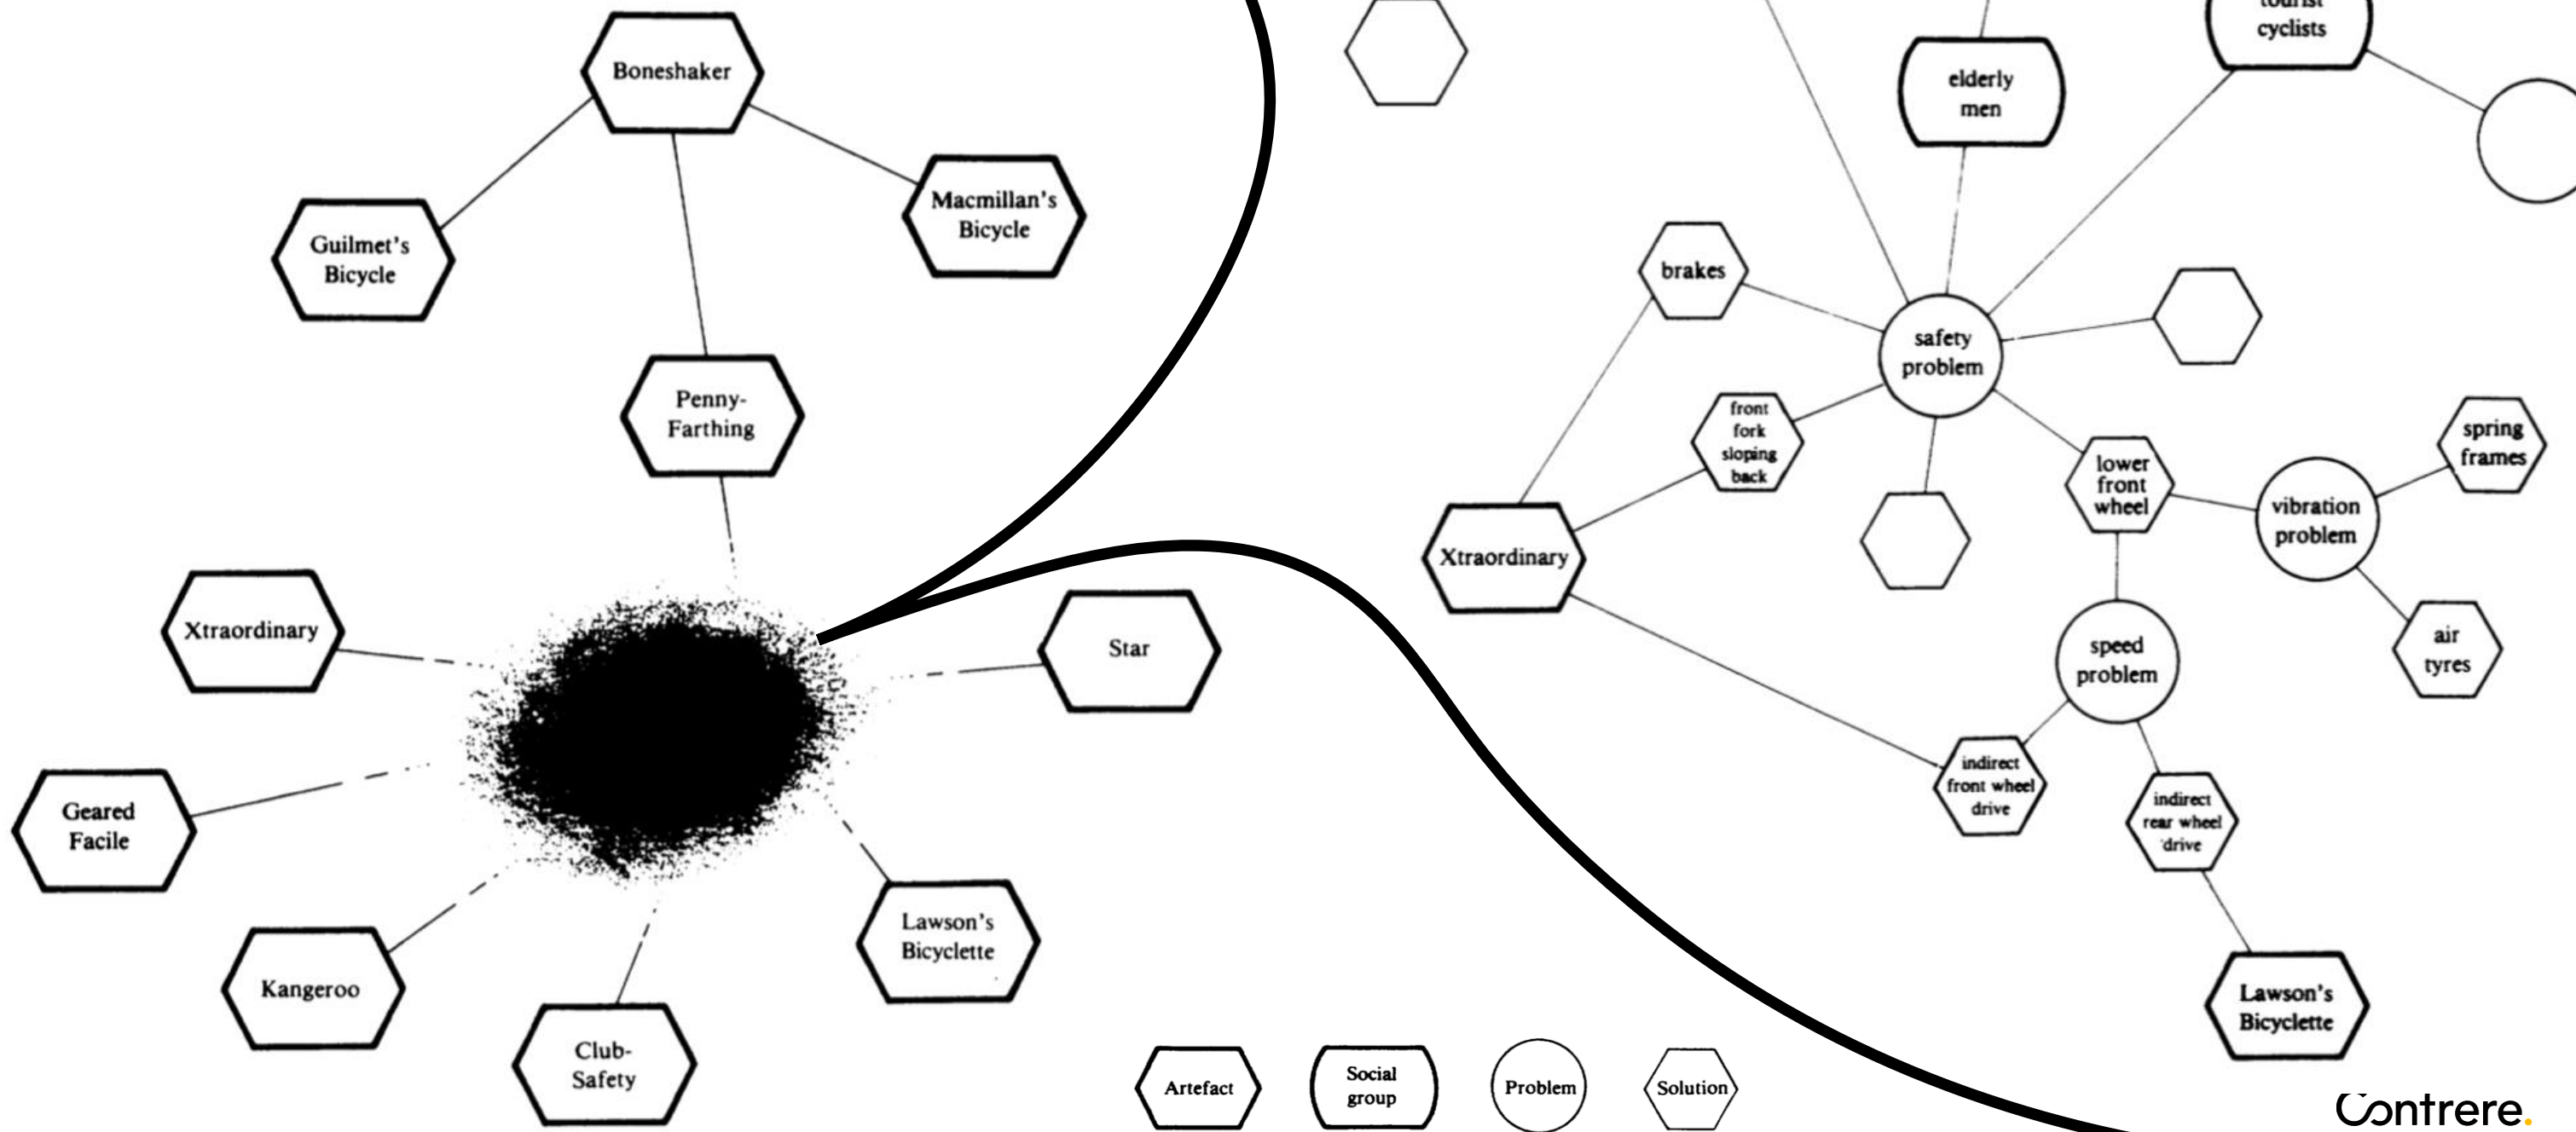 Boneshaker
Guilmet's
Bicycle
Macmillan's
Bicycle
Penny-
Farthing
Xtraordinary
Star
Geared
Facile
Kangeroo
Lawson's
Bicyclette
Club-
Safety
tourist
cyclists
elderly
men
brakes
safety
problem
front
fork
sloping
back
lower
front
wheel
spring
frames
vibration
problem
Xtraordinary
air
tyres
speed
problem
indirect
front wheel
drive
indirect
rear wheel
drive
Lawson's
Bicyclette
Artefact
Social
group
Problem
Solution
Contrere.